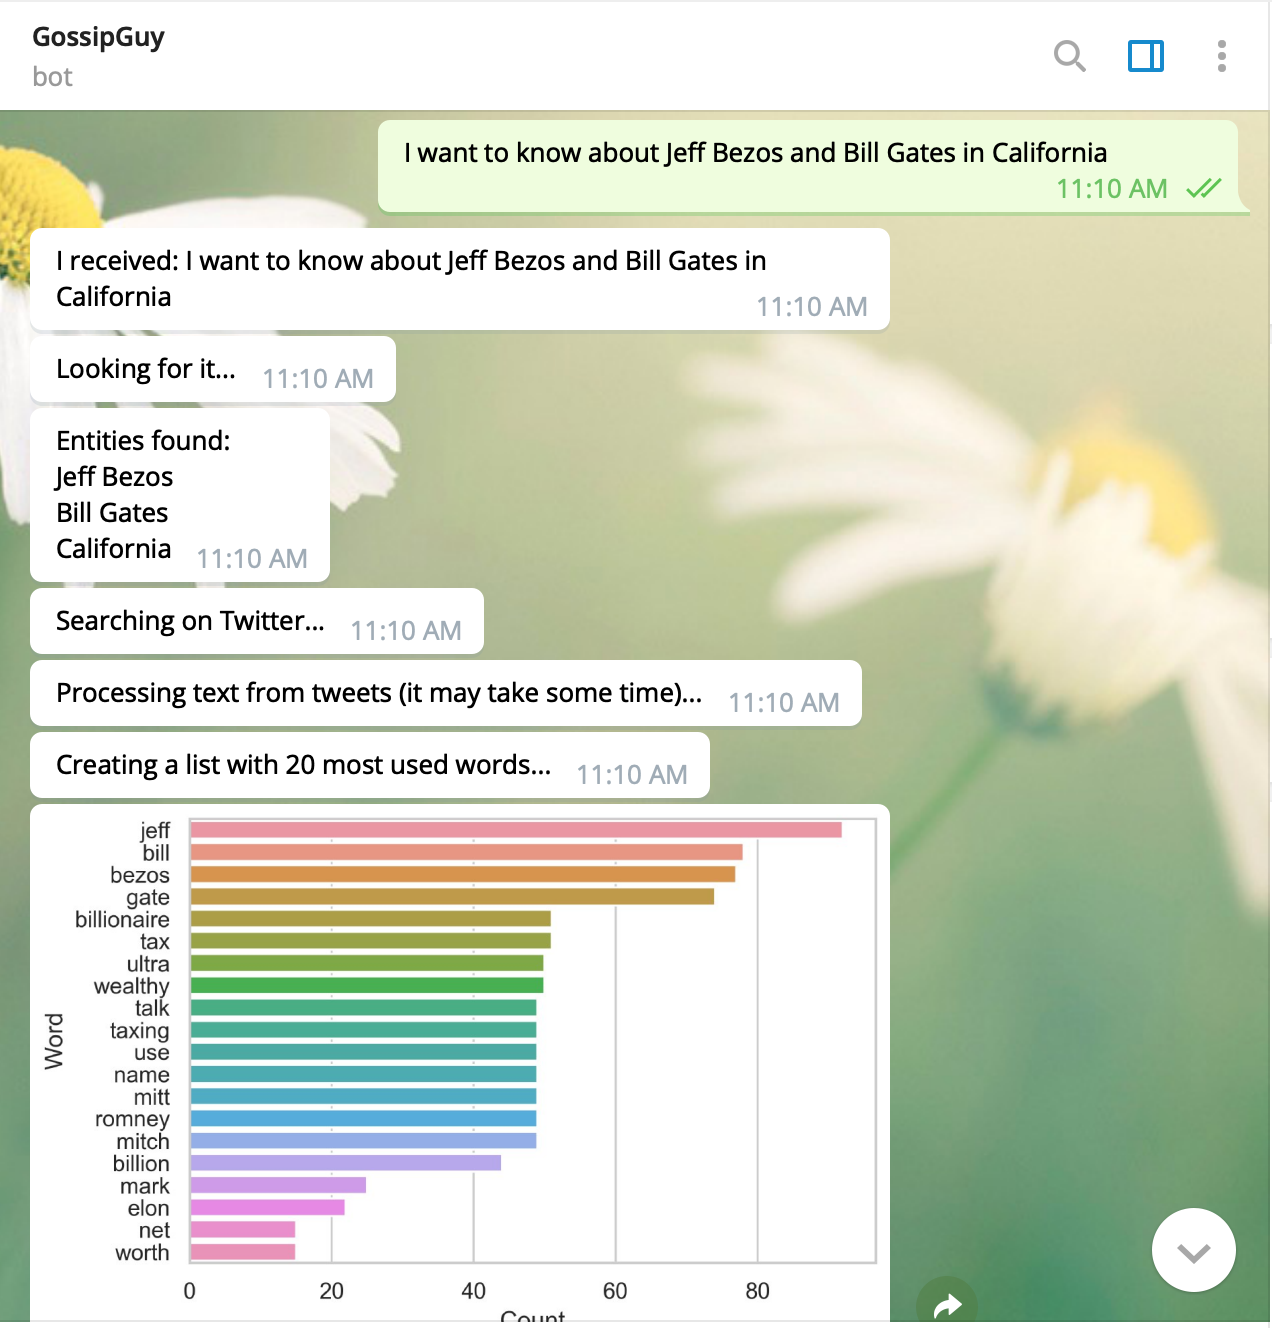 GossipGuy
bot
I want to know about Jeff Bezos and Bill Gates in California
11:10 AM
I received: I want to know about Jeff Bezos and Bill Gates in
California
11:10 AM
Looking for it... 11:10 AM
Entities found:
Jeff Bezos
Bill Gates
California 11:10 AM
Searching on Twitter... 11:10 AM
Processing text from tweets (it may take some time)... 11:10 AM
Creating a list with 20 most used words... 11:10 AM
jeff
bill
bezos
gate
billionaire
tax
ultra
wealthy
talk
taxing
use
name
mitt
romney
mitch
billion
mark
elon
net
worth
Word
0 20 40 60 80
Count